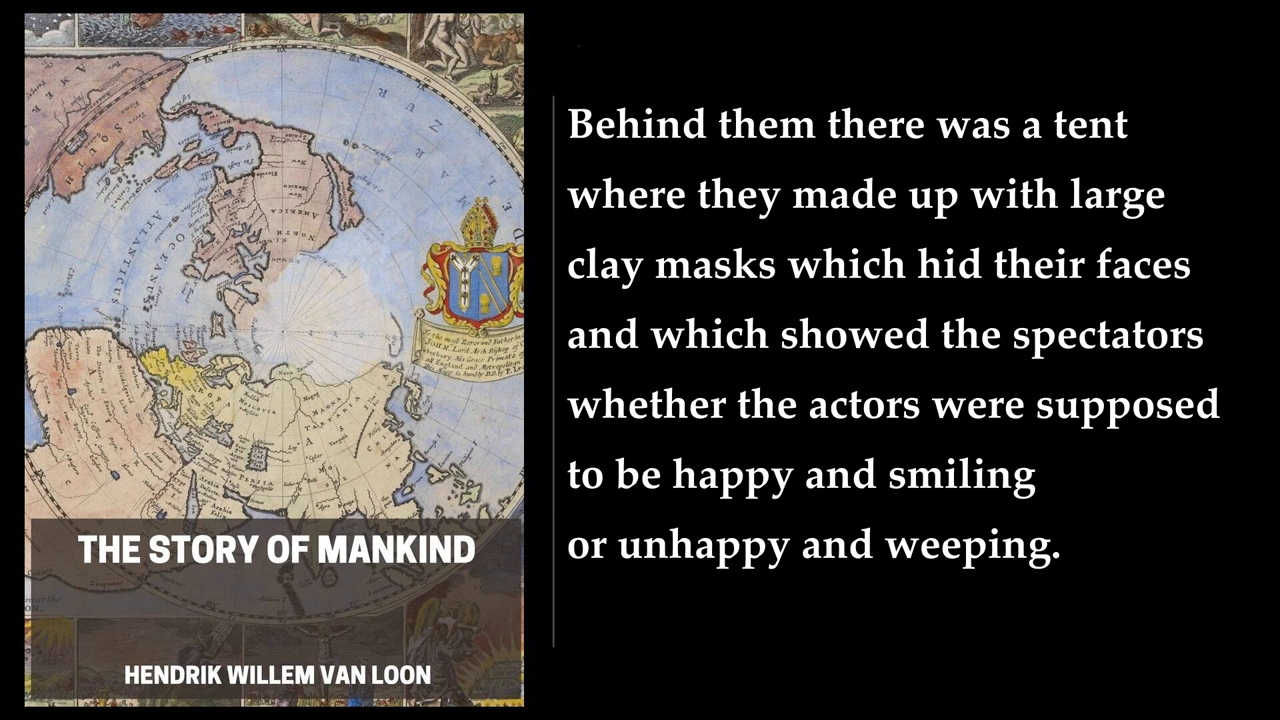 THE STORY OF MANKIND
HENDRIK WILLEM VAN LOON
Behind them there was a tent
where they made up with large
clay masks which hid their faces
and which showed the spectators
whether the actors were supposed
to be happy and smiling
or unhappy and weeping.